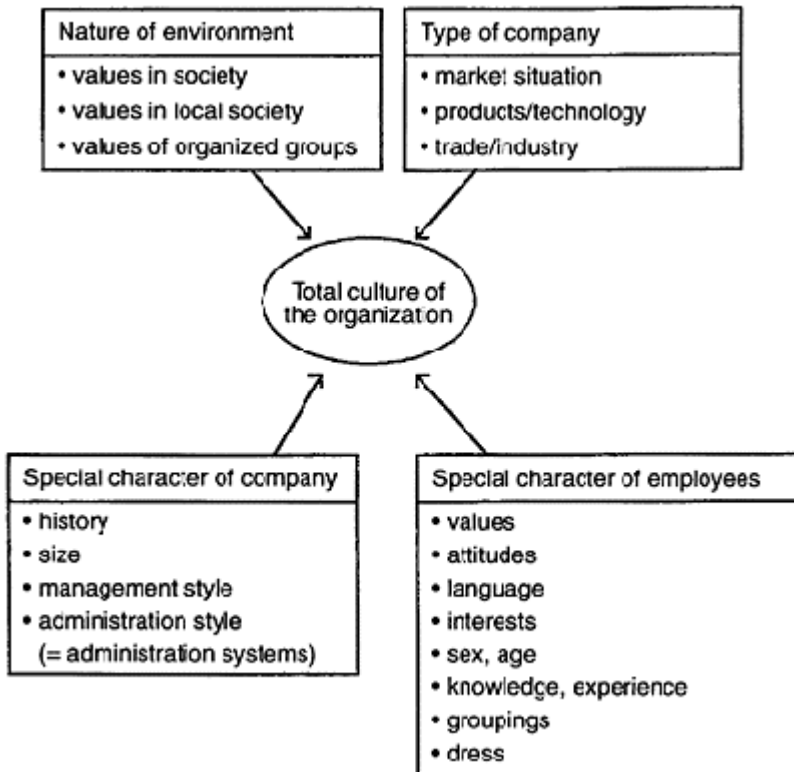 Nature of environment
• values in society
• values in local society
• values of organized groups
Type of company
• market situation
• products/technology
• trade/industry
Total culture of
the organization
Special character of company
• history
• size
• management style
• administration style
(= administration systems)
Special character of employees
• values
• attitudes
• language
• interests
• sex, age
• knowledge, experience
• groupings
• dress